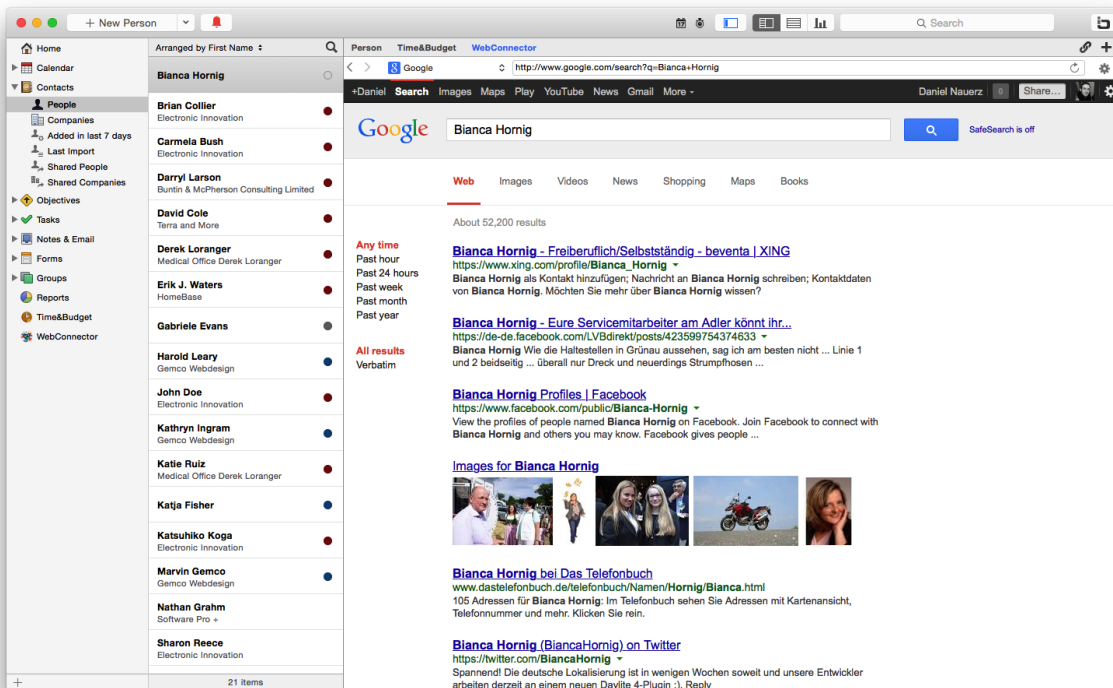 + New Person
17
Search
Home
Calendar
Contacts
People
Companies
Added in last 7 days
Last Import
Shared People
Shared Companies
Objectives
Tasks
Notes & Email
Forms
Groups
Reports
Time&Budget
WebConnector
Arranged by First Name
Bianca Hornig
Brian Collier
Electronic Innovation
Carmela Bush
Electronic Innovation
Darryl Larson
Buntin & McPherson Consulting Limited
David Cole
Terra and More
Derek Loranger
Medical Office Derek Loranger
Erik J. Waters
HomeBase
Gabriele Evans
Harold Leary
Gemco Webdesign
John Doe
Electronic Innovation
Kathryn Ingram
Gemco Webdesign
Katie Ruiz
Medical Office Derek Loranger
Katja Fisher
Katsuhiko Koga
Electronic Innovation
Marvin Gemco
Gemco Webdesign
Nathan Grahm
Software Pro +
Sharon Reece
Electronic Innovation
21 items
Person Time&Budget WebConnector
8 Google http://www.google.com/search?q=Bianca+Hornig
+Daniel Search Images Maps Play YouTube News Gmail More Daniel Nauerz 0 Share...
Google Bianca Hornig SafeSearch is off
Web Images Videos News Shopping Maps Books
About 52,200 results
Any time
Past hour
Past 24 hours
Past week
Past month
Past year
All results
Verbatim
Bianca Hornig - Freiberuflich/Selbstständig - beventa | XING
https://www.xing.com/profile/Bianca_Hornig
Bianca Hornig als Kontakt hinzufügen; Nachricht an Bianca Hornig schreiben; Kontaktdaten
von Bianca Hornig. Möchten Sie mehr über Bianca Hornig wissen?
Bianca Hornig - Eure Servicemitarbeiter am Adler könnt ihr...
https://de-de.facebook.com/LVBdirekt/posts/423599754374633
Bianca Hornig Wie die Haltestellen in Grünau aussehen, sag ich am besten nicht ... Linie 1
und 2 beidseitig ... überall nur Dreck und neuerdings Strumpfhosen ...
Bianca Hornig Profiles | Facebook
https://www.facebook.com/public/Bianca-Hornig
View the profiles of people named Bianca Hornig on Facebook. Join Facebook to connect with
Bianca Hornig and others you may know. Facebook gives people ...
Images for Bianca Hornig
Bianca Hornig bei Das Telefonbuch
www.dastelefonbuch.de/telefonbuch/Namen/Hornig/Bianca.html
105 Adressen für Bianca Hornig: Im Telefonbuch sehen Sie Adressen mit Kartenansicht,
Telefonnummer und mehr. Klicken Sie rein.
Bianca Hornig (BiancaHornig) on Twitter
https://twitter.com/BiancaHornig
Spannend! Die deutsche Lokalisierung ist in wenigen Wochen soweit und unsere Entwickler
arbeiten derzeit an einem neuen Daylite 4-Plugin :). Reply